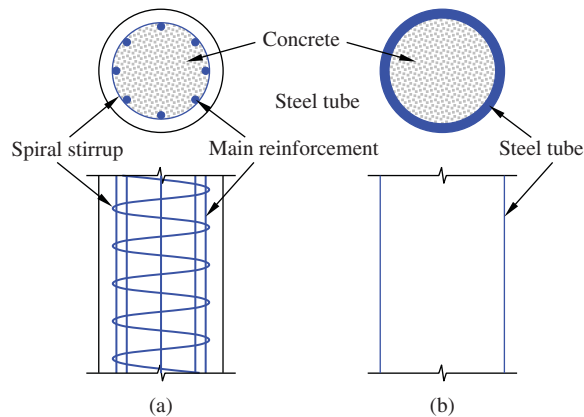 Concrete
Steel tube
Spiral stirrup
Main reinforcement
Steel tube
(a)
(b)